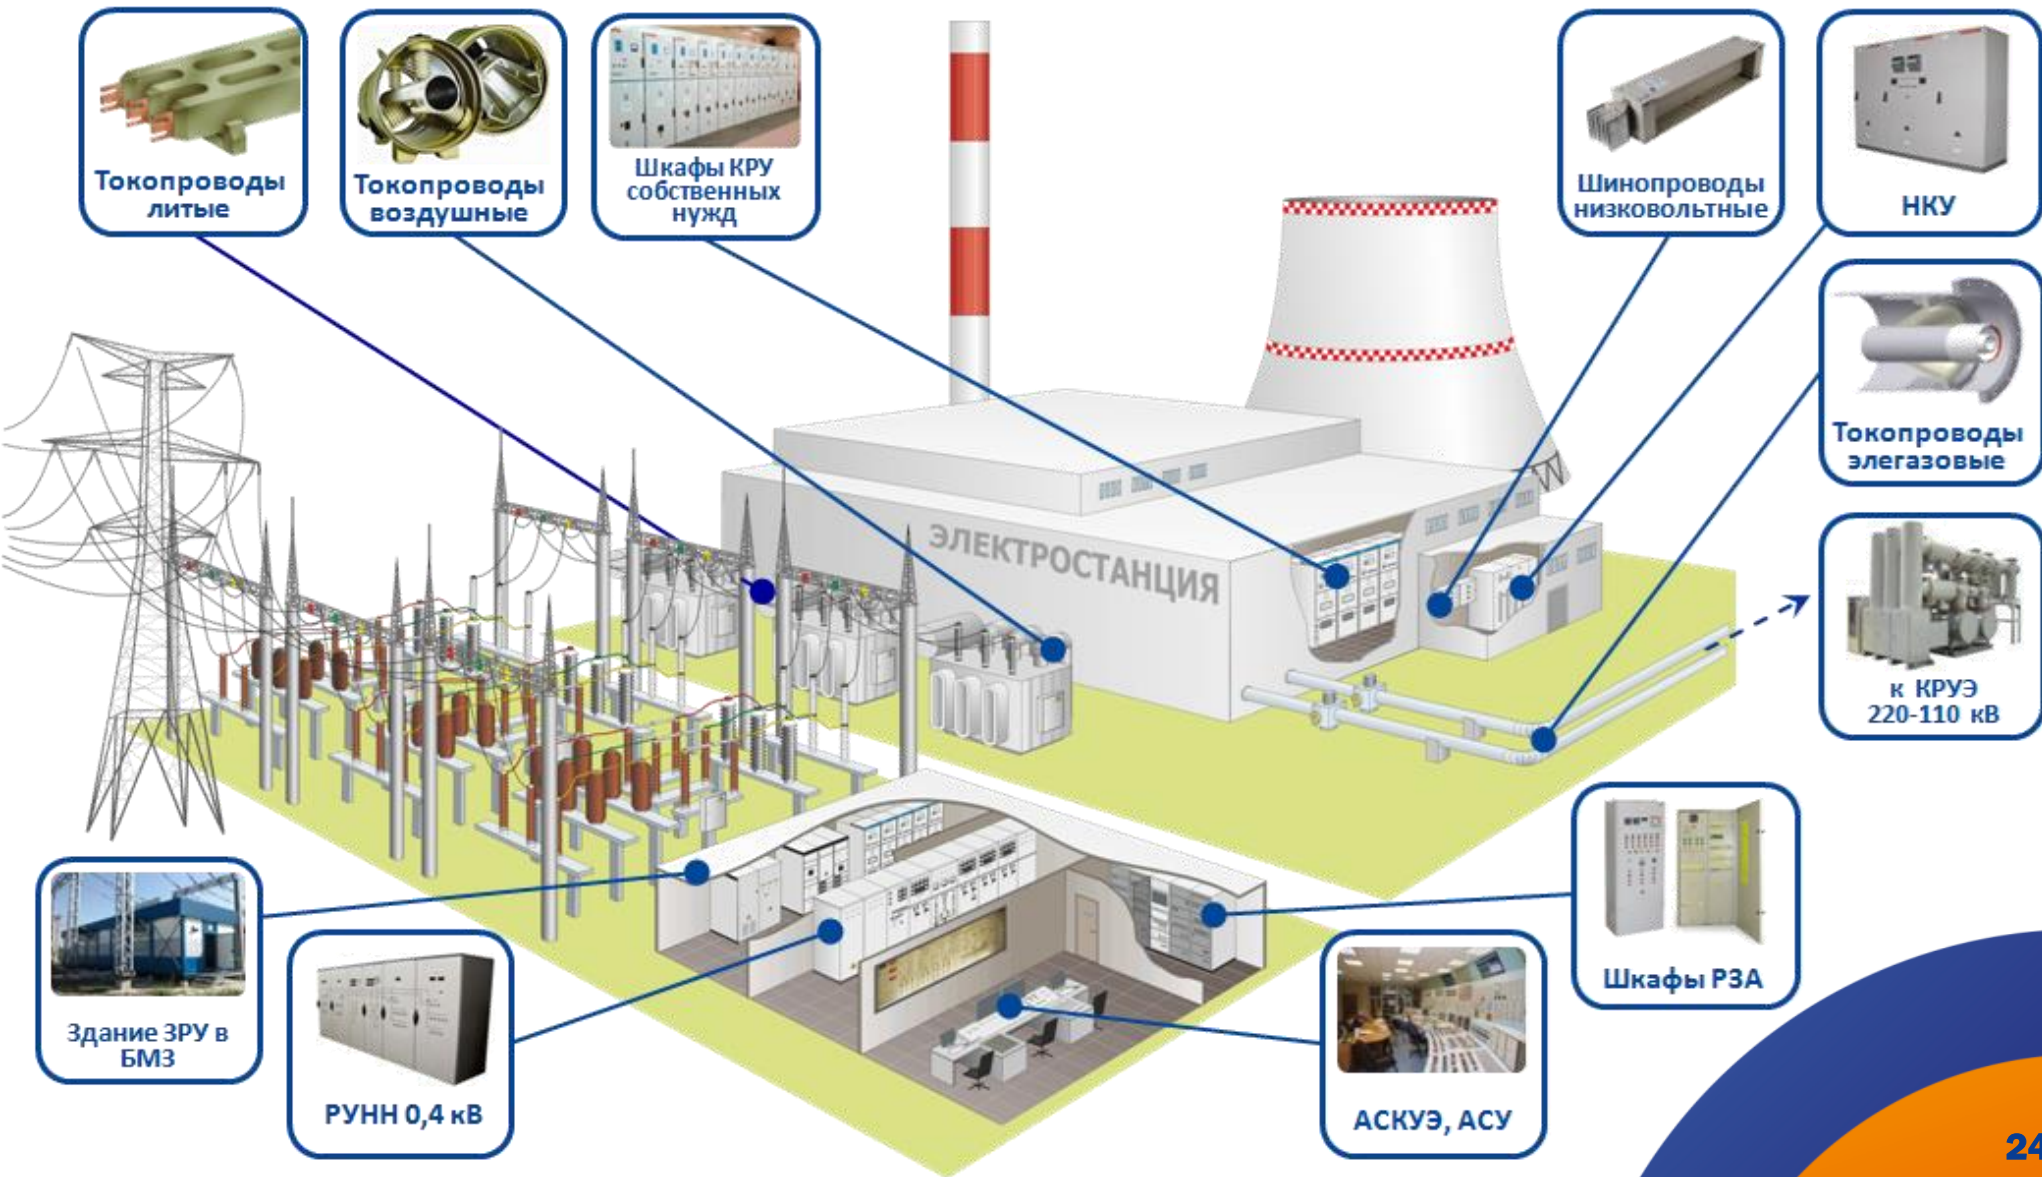 Токопроводы
литые
Токопроводы
воздушные
Шкафы КРУ
собственных
нужд
Шинопроводы
низковольтные
НКУ
Токопроводы
элегазовые
ЭЛЕКТРОСТАНЦИЯ
к КРУЭ
220-110 кВ
Здание ЗРУ в
БМЗ
РУНН 0,4 кВ
АСКУЭ, АСУ
Шкафы РЗА
24